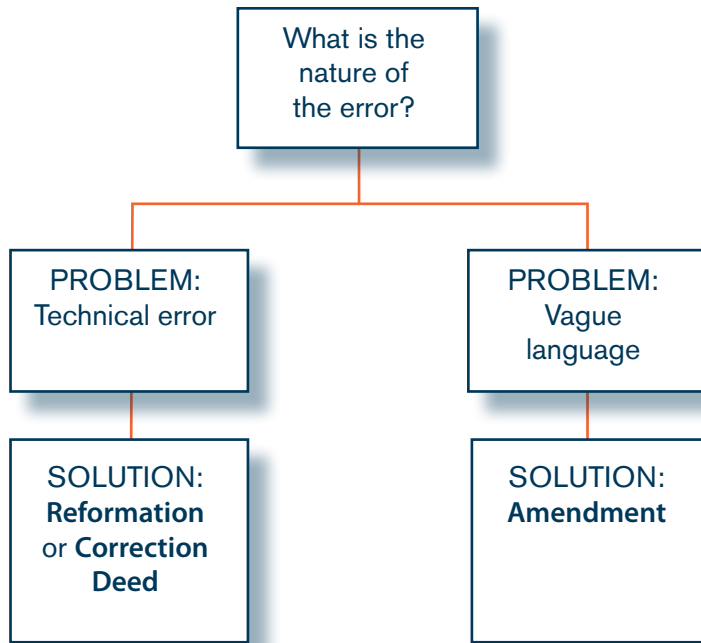 What is the
nature of
the error?
PROBLEM:
Technical error
PROBLEM:
Vague
language
SOLUTION:
Reformation
or Correction
Deed
SOLUTION:
Amendment